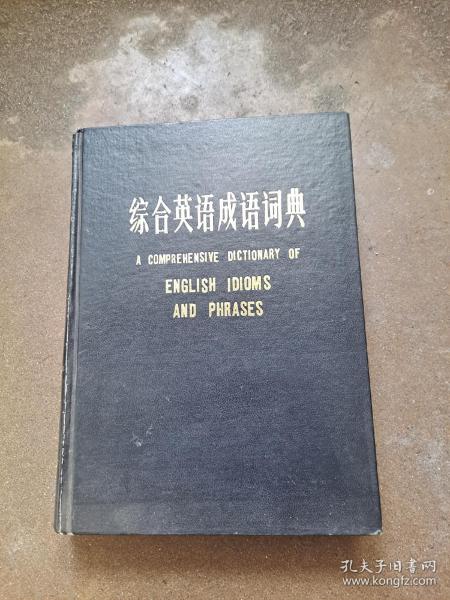 综合英语成语词典
A COMPREHENSIVE DICTIONARY OF
ENGLISH IDIOMS
AND PHRASES
孔夫子旧书网
www.kongfz.com